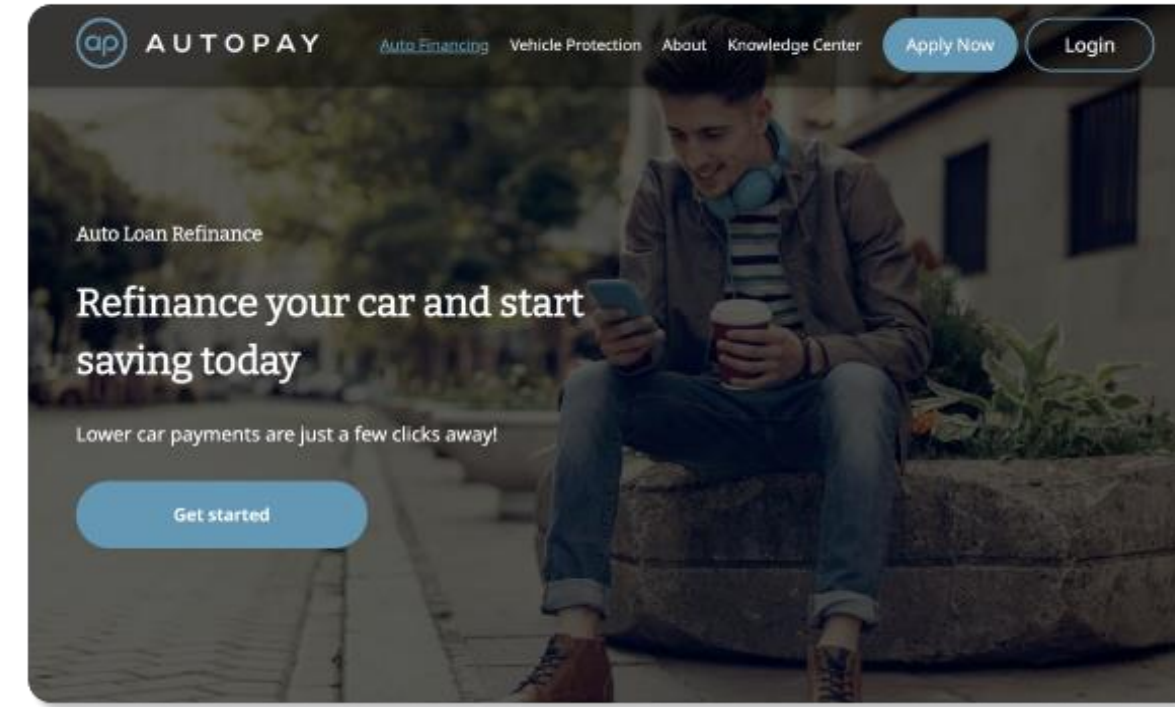 ap AUTOPAY Auto Financing Vehicle Protection About Knowledge Center Apply Now Login
Auto Loan Refinance
Refinance your car and start
saving today
Lower car payments are just a few clicks away!
Get started